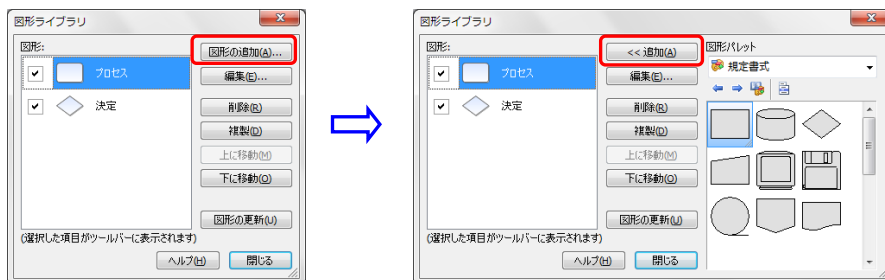 図形ライブラリ
図形:
プロセス
決定
図形の追加(A)...
編集(E)...
削除(R)
複製(D)
上に移動(M)
下に移動(O)
図形の更新(U)
(選択した項目がツールバーに表示されます)
ヘルプ(H)
閉じる
図形ライブラリ
図形:
プロセス
決定
<< 追加(A)
編集(E)...
削除(R)
複製(D)
上に移動(M)
下に移動(O)
図形の更新(U)
(選択した項目がツールバーに表示されます)
ヘルプ(H)
閉じる
図形パレット
規定書式